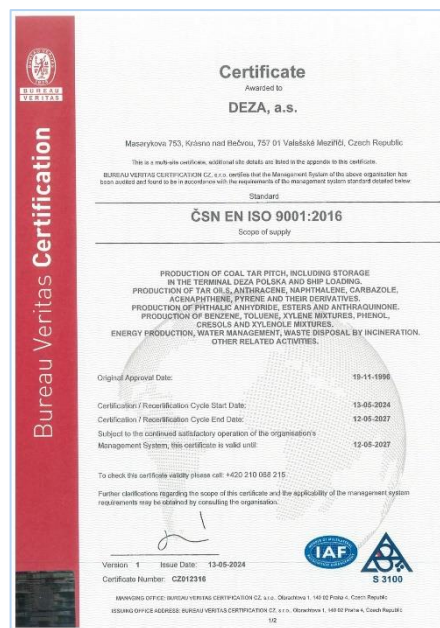 BUREAU
VERITAS
Bureau Veritas Certification
Certificate
Awarded to
DEZA, a.s.
Masarykova 753, Krásno nad Bečvou, 757 01 Valašské Meziříčí, Czech Republic
This is a multi-site certificate, additional site details are listed in the appendix to this certificate.
BUREAU VERITAS CERTIFICATION CZ, s.r.o. certifies that the Management System of the above organisation has
been audited and found to be in accordance with the requirements of the management system standard detailed below
Standard
ČSN EN ISO 9001:2016
Scope of supply
PRODUCTION OF COAL TAR PITCH, INCLUDING STORAGE
IN THE TERMINAL DEZA POLSKA AND SHIP LOADING.
PRODUCTION OF TAR OILS, ANTHRACENE, NAPHTHALENE, CARBAZOLE,
ACENAPHTHENE, PYRENE AND THEIR DERIVATIVES.
PRODUCTION OF PHTHALIC ANHYDRIDE, ESTERS AND ANTHRAQUINONE.
PRODUCTION OF BENZENE, TOLUENE, XYLENE MIXTURES, PHENOL,
CRESOLS AND XYLENOLE MIXTURES.
ENERGY PRODUCTION, WATER MANAGEMENT, WASTE DISPOSAL BY INCINERATION.
OTHER RELATED ACTIVITIES.
Original Approval Date: 19-11-1996
Certification / Recertification Cycle Start Date: 13-05-2024
Certification / Recertification Cycle End Date: 12-05-2027
Subject to the continued satisfactory operation of the organisation's
Management System, this certificate is valid until: 12-05-2027
To check this certificate validity please call: +420 210 088 215
Further clarifications regarding the scope of this certificate and the applicability of the management system
requirements may be obtained by consulting the organisation.
IAF
S 3100
Version 1 Issue Date: 13-05-2024
Certificate Number: CZ012316
MANAGING OFFICE: BUREAU VERITAS CERTIFICATION CZ, s.r.o., Olbrachtova 1, 140 02 Praha 4, Czech Republic
ISSUING OFFICE ADDRESS: BUREAU VERITAS CERTIFICATION CZ, s.r.o., Olbrachtova 1, 140 02 Praha 4, Czech Republic
1/2